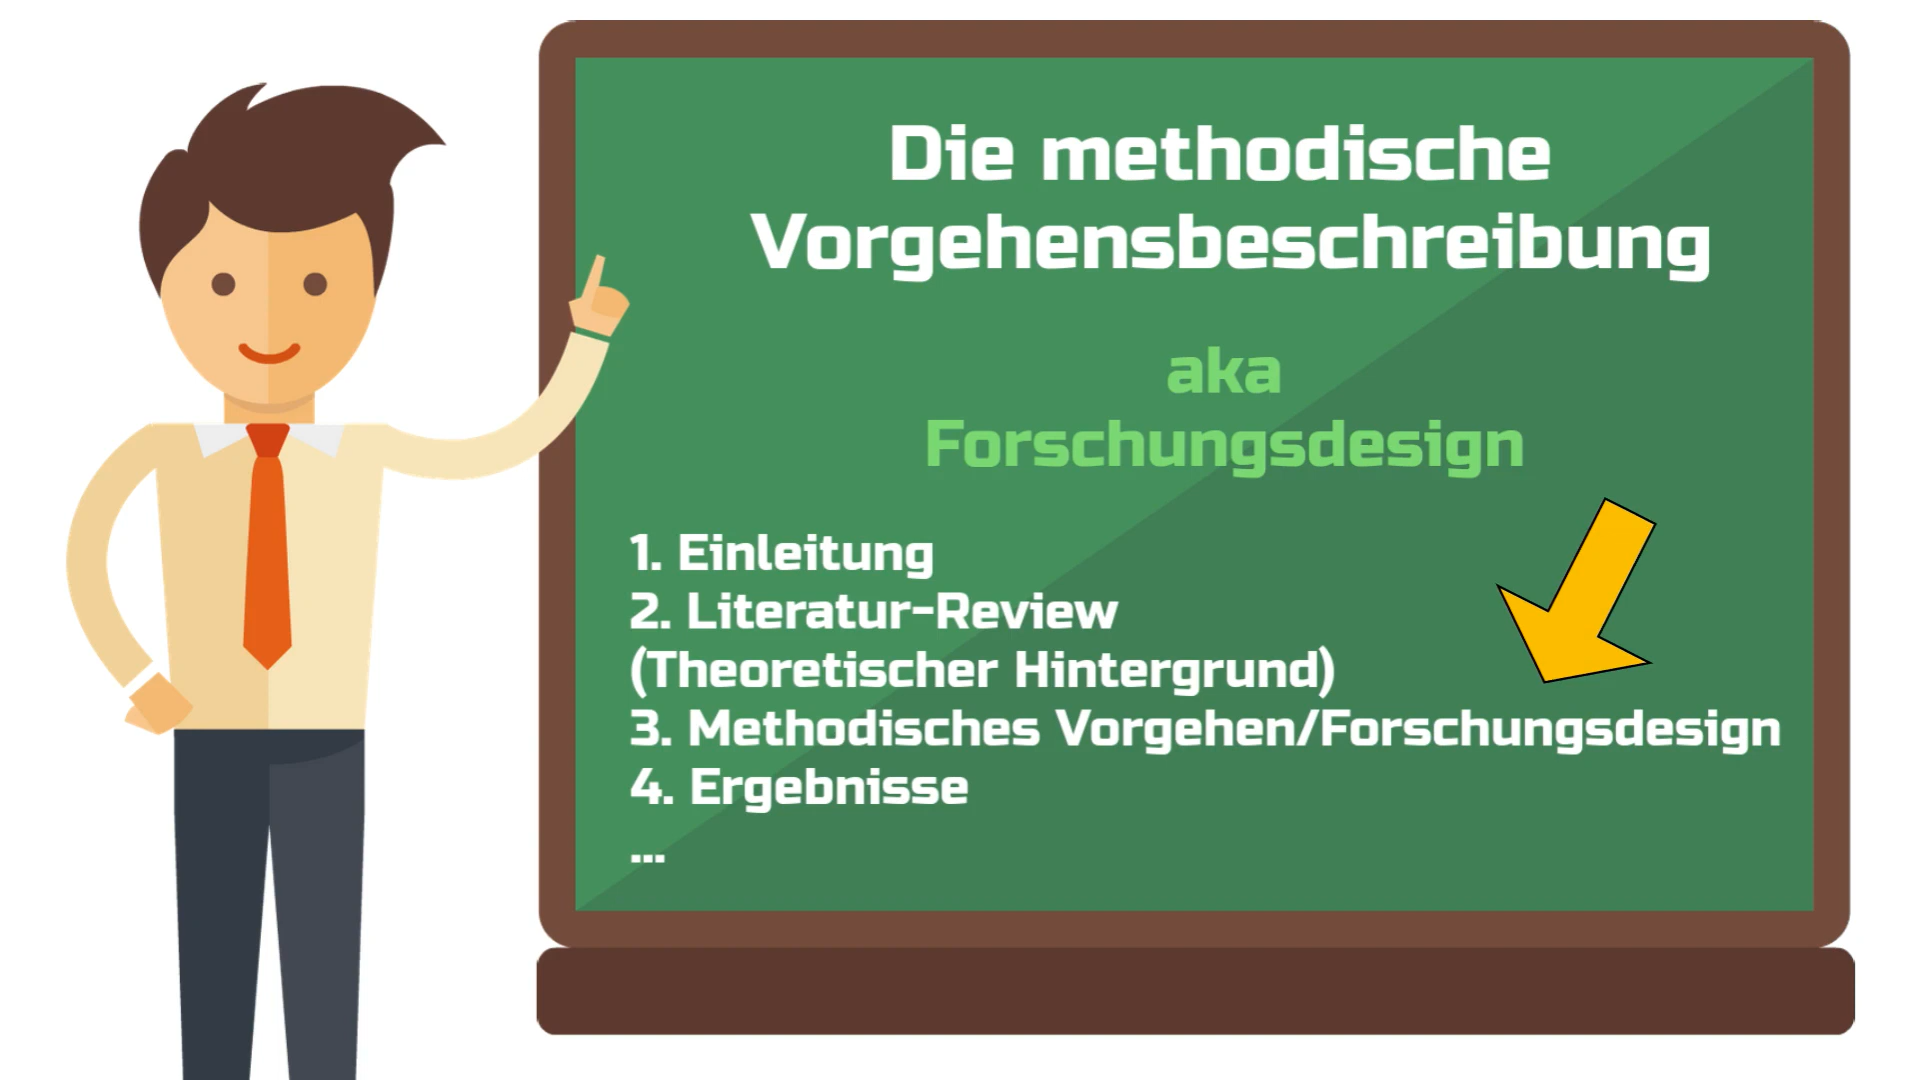 Die methodische
Vorgehensbeschreibung
aka
Forschungsdesign
1. Einleitung
2. Literatur-Review
(Theoretischer Hintergrund)
3. Methodisches Vorgehen/Forschungsdesign
4. Ergebnisse
...